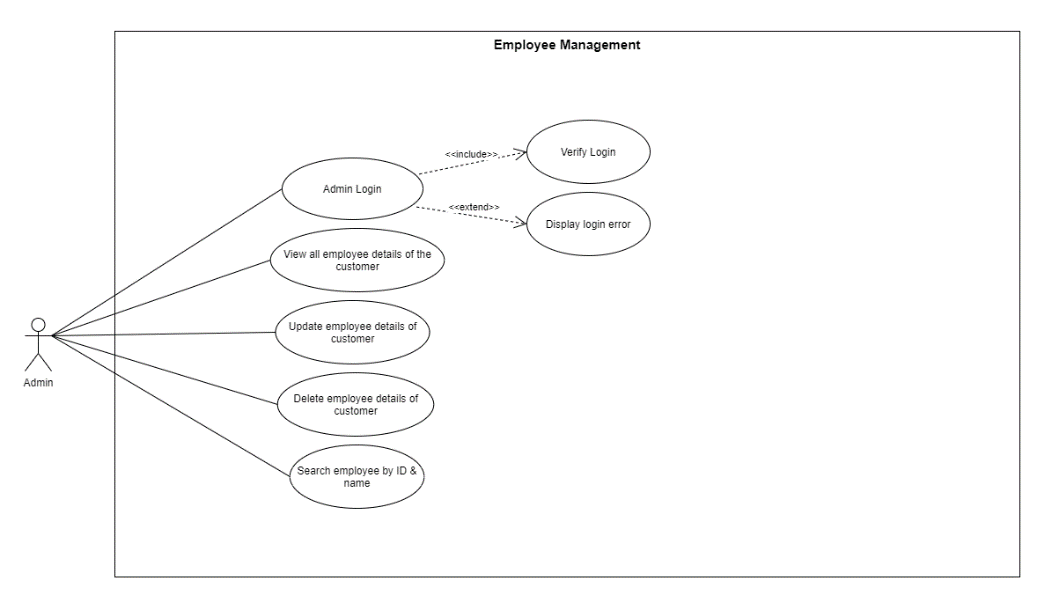 Employee Management
<<include>>
Verify Login
Admin Login
<<extend>>
Display login error
View all employee details of the
customer
Update employee details of
customer
Admin
Delete employee details of
customer
Search employee by ID &
name